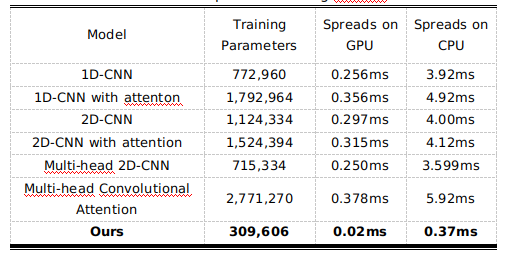 Model Training Parameters Spreads on GPU Spreads on CPU
1D-CNN 772,960 0.256ms 3.92ms
1D-CNN with attenton 1,792,964 0.356ms 4.92ms
2D-CNN 1,124,334 0.297ms 4.00ms
2D-CNN with attention 1,524,394 0.315ms 4.12ms
Multi-head 2D-CNN 715,334 0.250ms 3.599ms
Multi-head Convolutional Attention 2,771,270 0.378ms 5.92ms
Ours 309,606 0.02ms 0.37ms